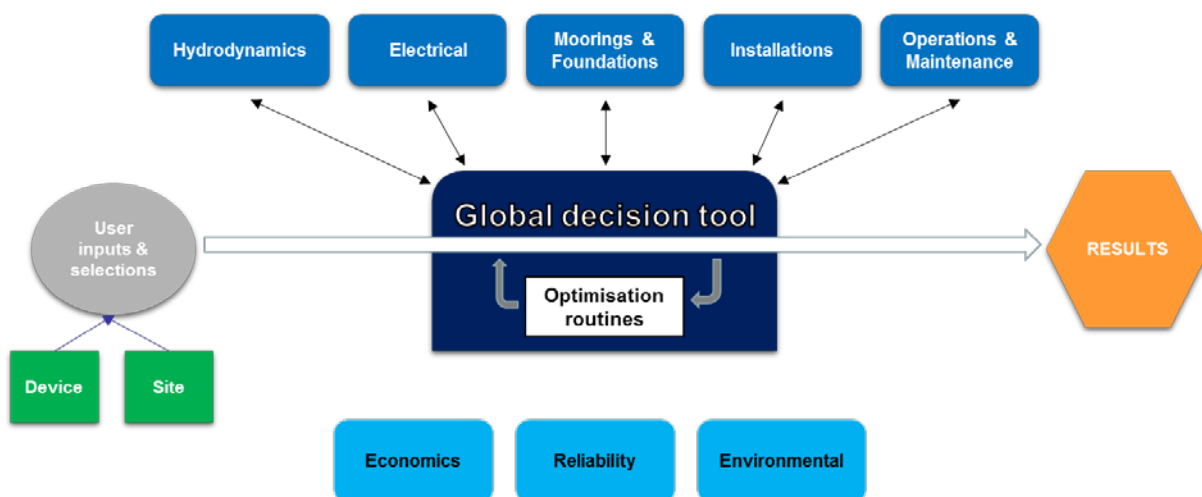 Hydrodynamics
Electrical
Moorings &
Foundations
Installations
Operations &
Maintenance
Global decision tool
User
inputs &
selections
RESULTS
Optimisation
routines
Device
Site
Economics
Reliability
Environmental